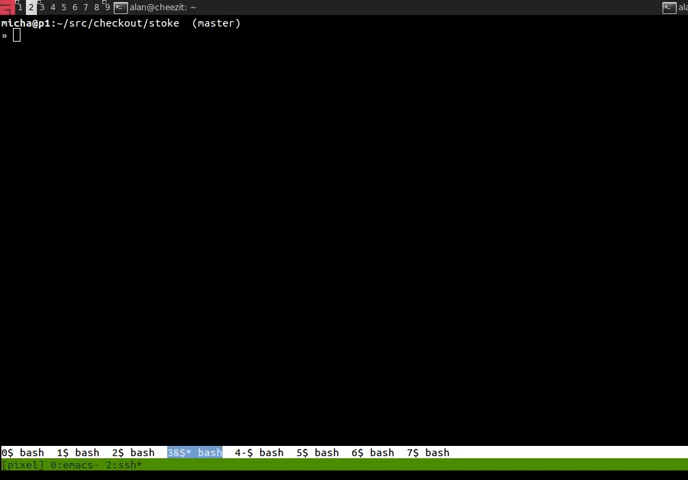 1 2 3 4 5 6 7 8 9 alan@cheezit: ~ al
micha@p1:~/src/checkout/stoke (master)
»
0$ bash 1$ bash 2$ bash 3&$* bash 4-$ bash 5$ bash 6$ bash 7$ bash
[pixel] 0:emacs- 2:ssh*